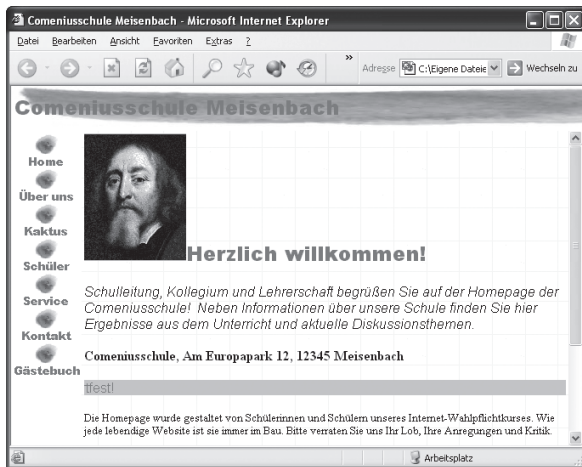 Comeniusschule Meisenbach - Microsoft Internet Explorer
Datei Bearbeiten Ansicht Favoriten Extras ?
» Adresse C:\Eigene Dateie Wechseln zu
Comeniusschule Meisenbach
Home
Über uns
Kaktus
Schüler
Service
Kontakt
Gästebuch
Herzlich willkommen!
Schulleitung, Kollegium und Lehrerschaft begrüßen Sie auf der Homepage der
Comeniusschule! Neben Informationen über unsere Schule finden Sie hier
Ergebnisse aus dem Unterricht und aktuelle Diskussionsthemen.
Comeniusschule, Am Europapark 12, 12345 Meisenbach
tfest!
Die Homepage wurde gestaltet von Schülerinnen und Schülern unseres Internet-Wahlpflichtkurses. Wie
jede lebendige Website ist sie immer im Bau. Bitte verraten Sie uns Ihr Lob, Ihre Anregungen und Kritik.
Arbeitsplatz